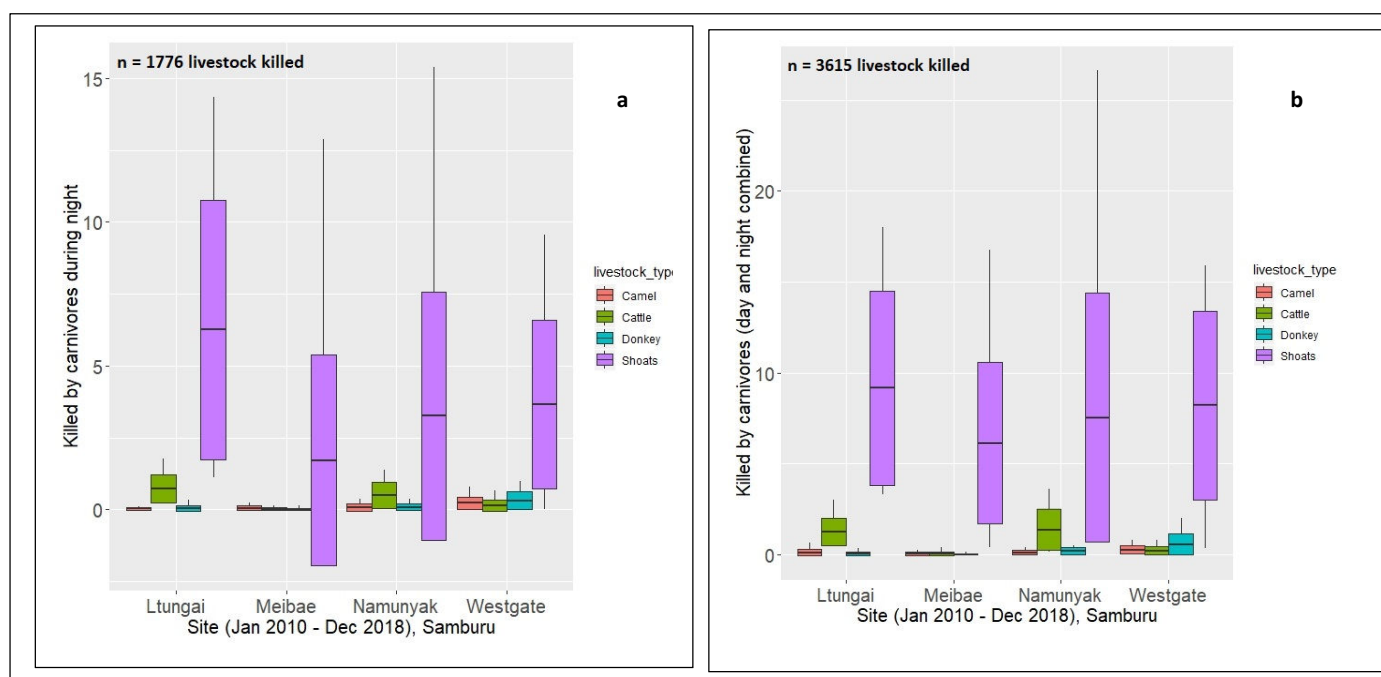 n = 1776 livestock killed
a
Killed by carnivores during night
15
10
5
0
Ltungai Meibae Namunyak Westgate
Site (Jan 2010 - Dec 2018), Samburu
livestock_type
Camel
Cattle
Donkey
Shoats
n = 3615 livestock killed
b
Killed by carnivores (day and night combined)
20
10
0
Ltungai Meibae Namunyak Westgate
Site (Jan 2010 - Dec 2018), Samburu
livestock_type
Camel
Cattle
Donkey
Shoats